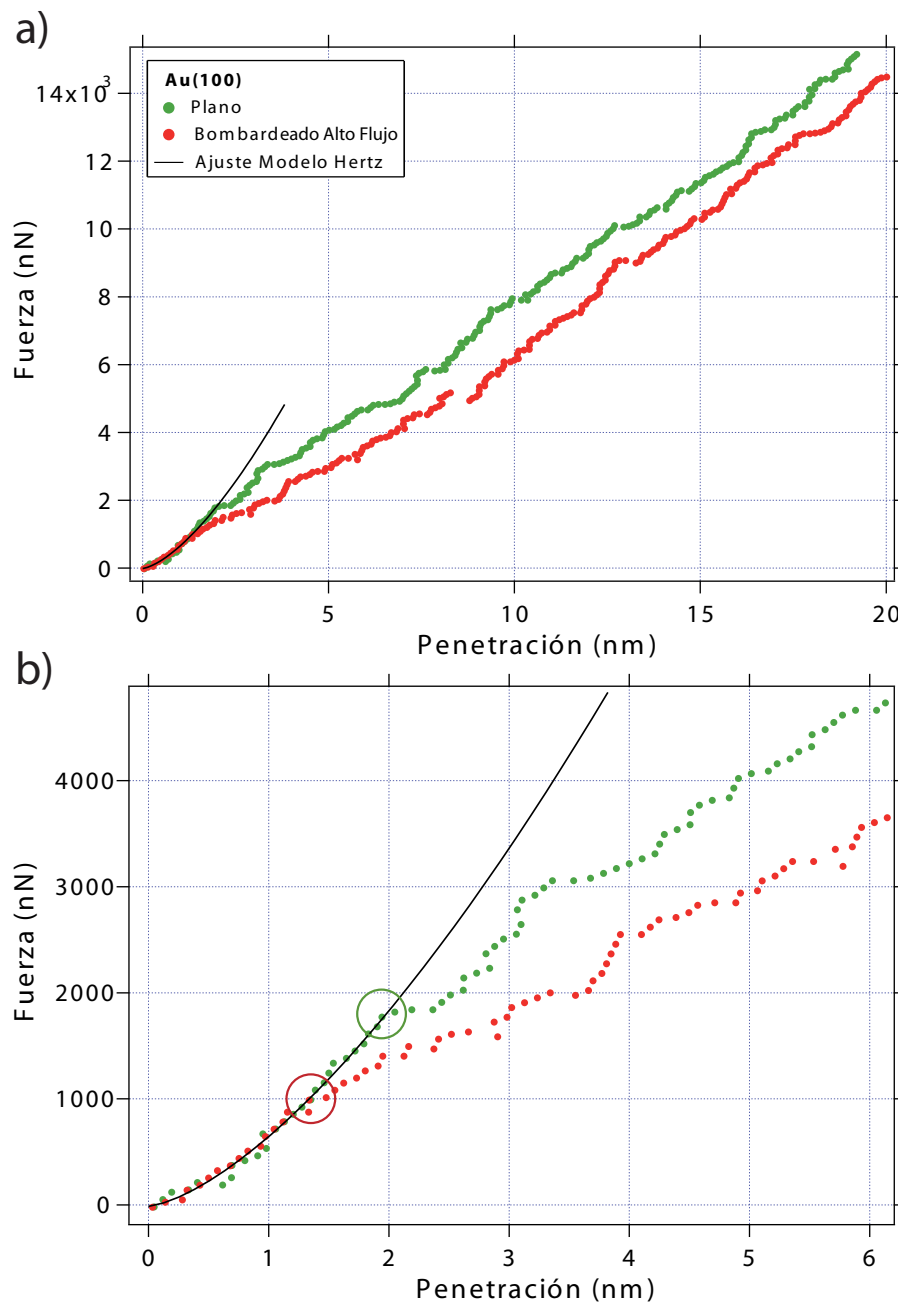 a)
14x10³
12
10
8
6
4
2
0
Fuerza (nN)
Au(100)
Plano
Bombardeado Alto Flujo
Ajuste Modelo Hertz
0 5 10 15 20
Penetración (nm)
b)
4000
3000
2000
1000
0
Fuerza (nN)
0 1 2 3 4 5 6
Penetración (nm)